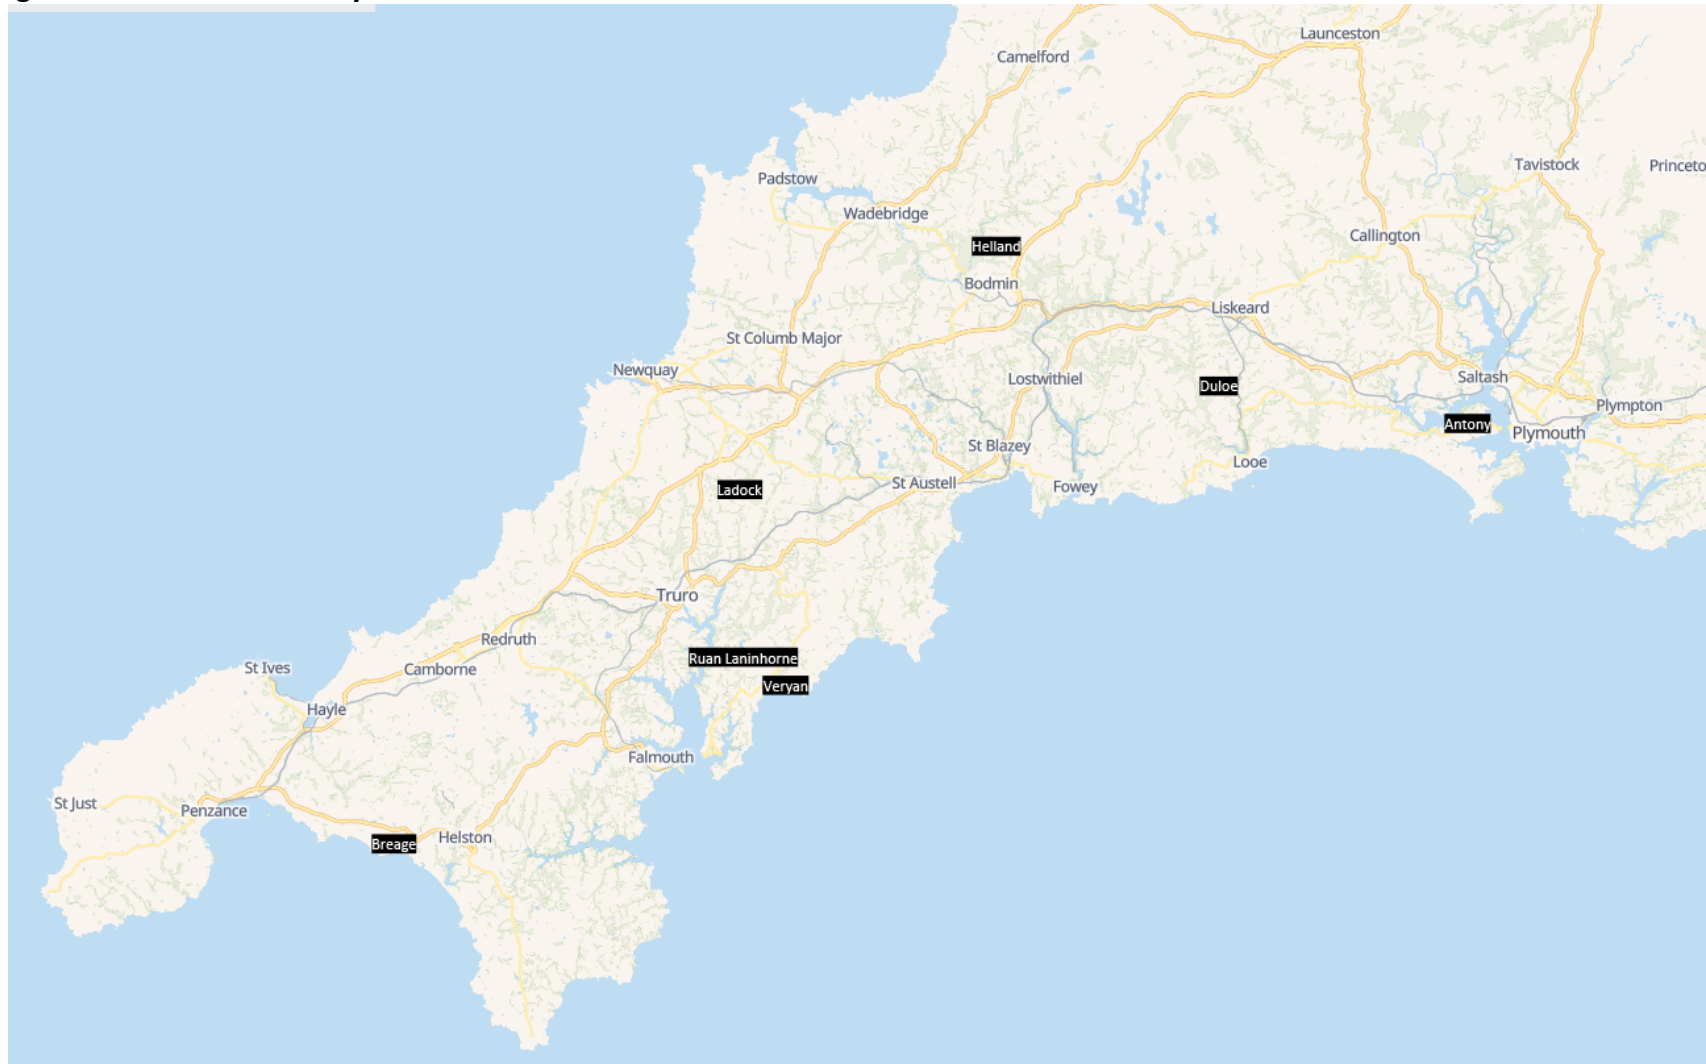 Launceston
Camelford
Tavistock
Princeto
Padstow
Wadebridge
Callington
Helland
Bodmin
Liskeard
St Columb Major
Newquay
Lostwithiel
Saltash
Duloe
Plympton
Antony
Plymouth
St Blazey
Looe
St Austell
Fowey
Ladock
Truro
Redruth
Ruan Laninhorne
St Ives
Camborne
Veryan
Hayle
Falmouth
St Just
Penzance
Helston
Breage